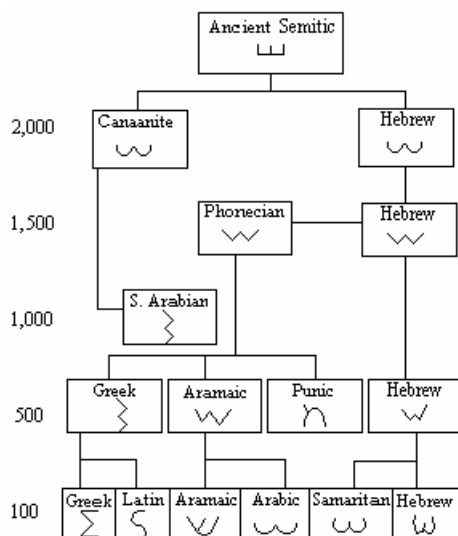 Ancient Semitic
2,000
Canaanite
Hebrew
1,500
Phonecian
Hebrew
1,000
S. Arabian
500
Greek
Aramaic
Punic
Hebrew
100
Greek
Latin
Aramaic
Arabic
Samaritan
Hebrew